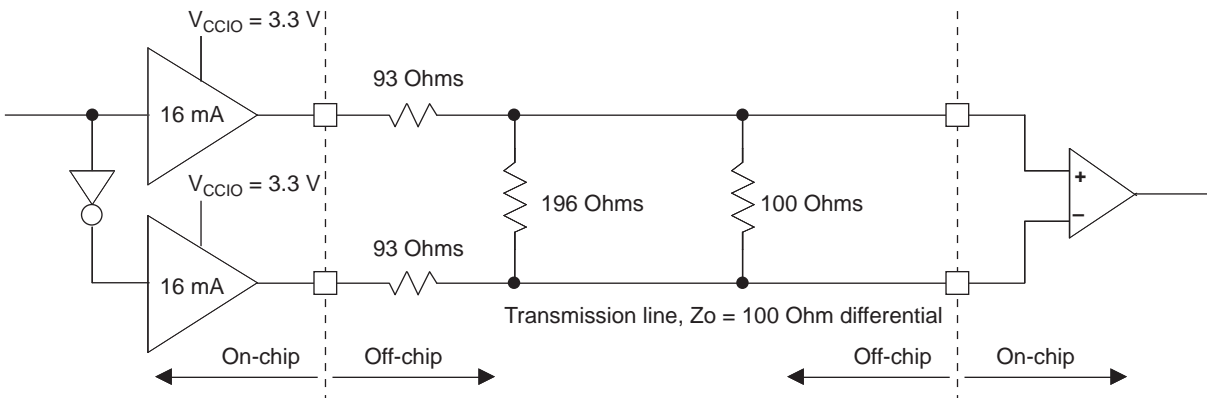 V_CCIO = 3.3 V
93 Ohms
16 mA
V_CCIO = 3.3 V
196 Ohms
100 Ohms
+
−
93 Ohms
16 mA
Transmission line, Zo = 100 Ohm differential
On-chip
Off-chip
Off-chip
On-chip